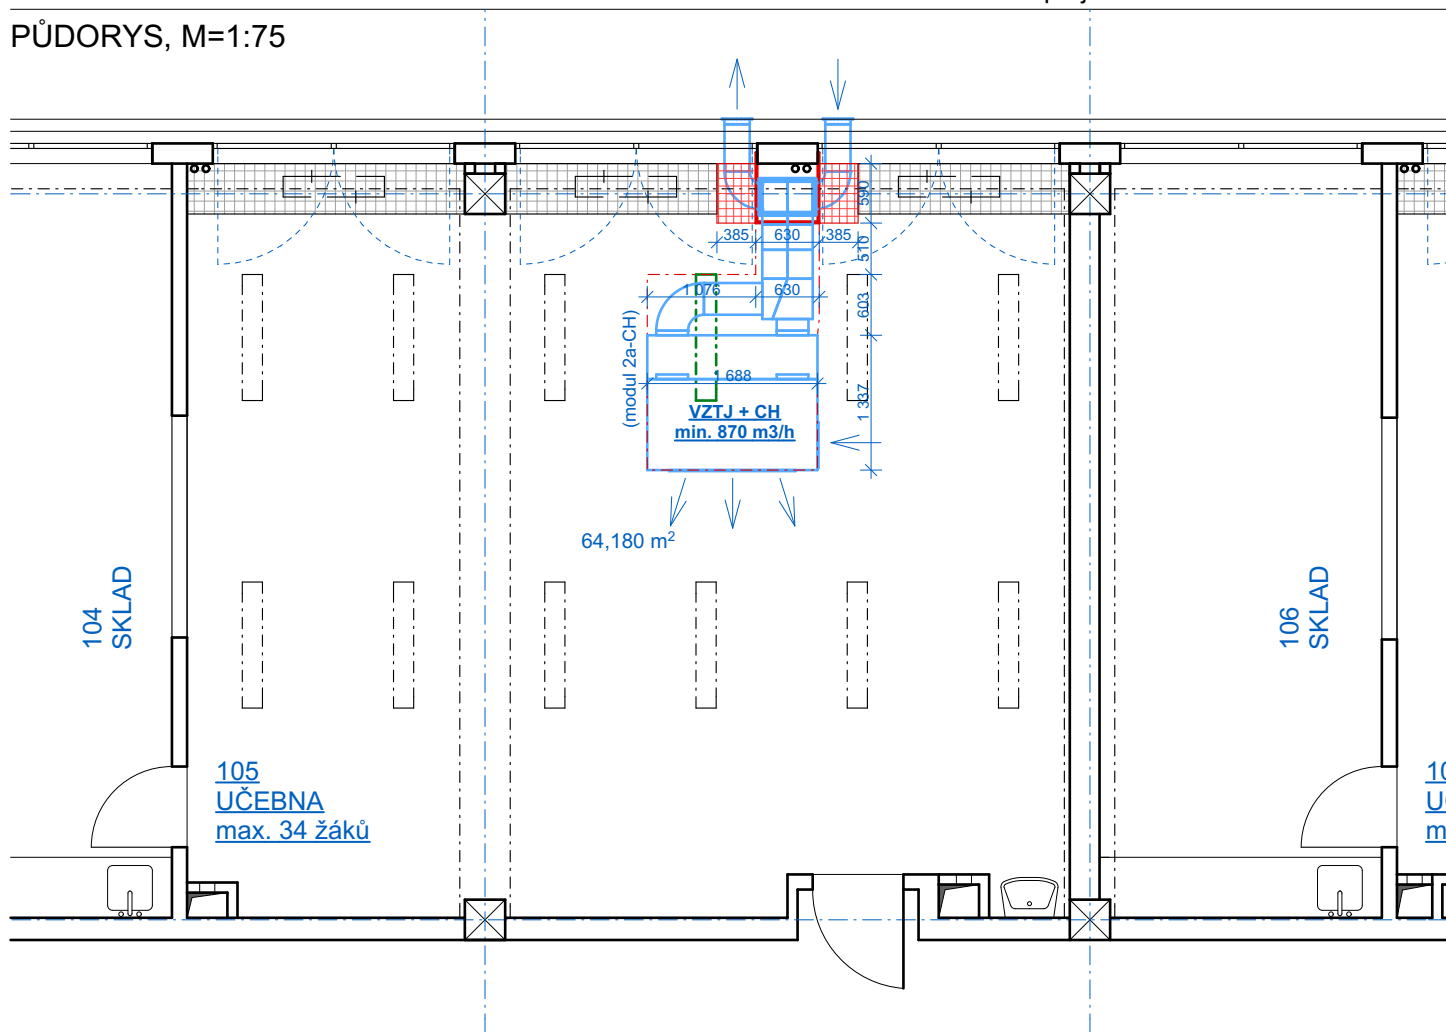 PŮDORYS, M=1:75
590
385
630
385
510
1 076
630
603
(modul 2a-CH)
1 688
1 337
VZTJ + CH
min. 870 m3/h
64,180 m²
104
SKLAD
106
SKLAD
105
UČEBNA
max. 34 žáků